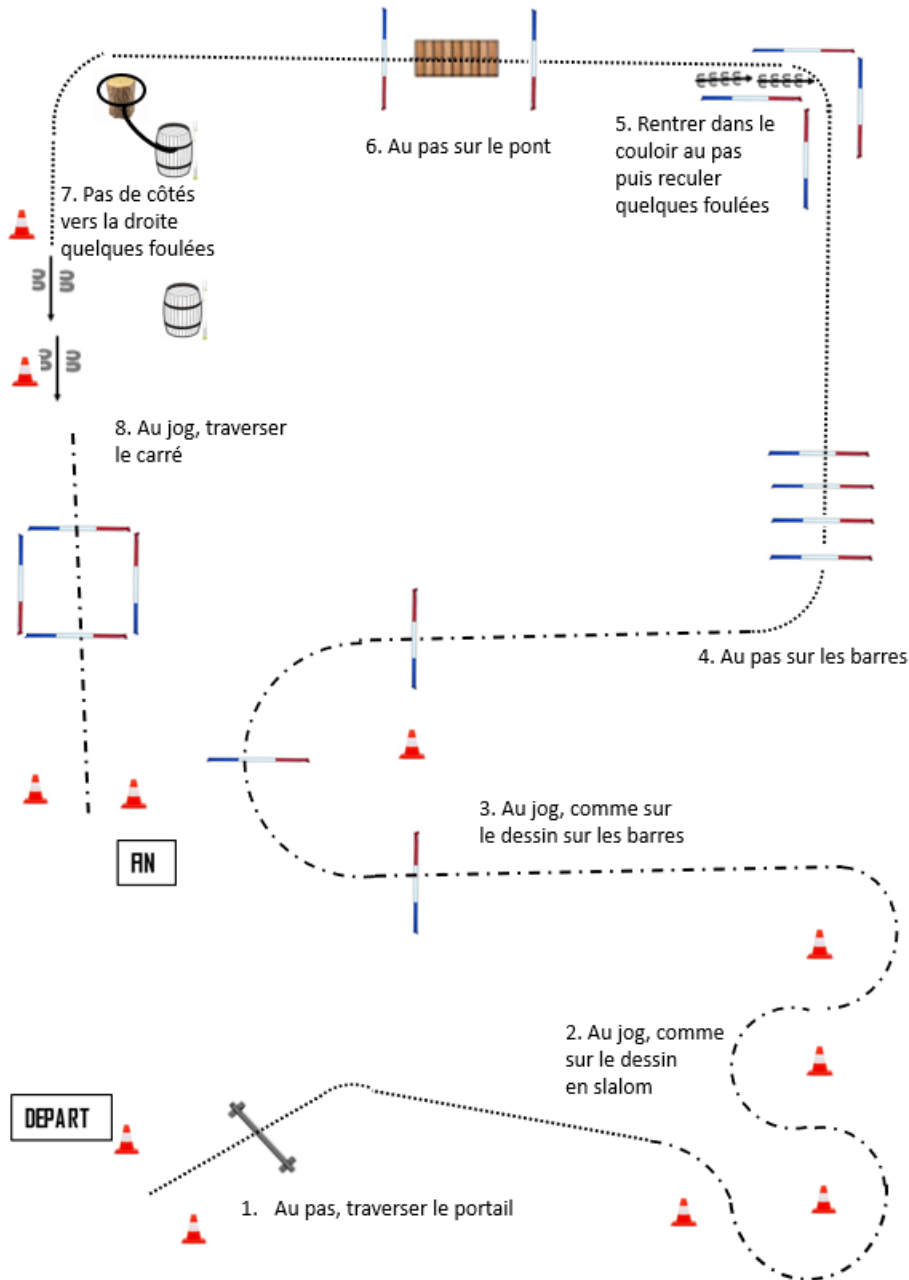 6. Au pas sur le pont
5. Rentrer dans le
couloir au pas
puis reculer
quelques foulées
7. Pas de côtés
vers la droite
quelques foulées
8. Au jog, traverser
le carré
4. Au pas sur les barres
3. Au jog, comme sur
le dessin sur les barres
FIN
2. Au jog, comme
sur le dessin
en slalom
DEPART
1. Au pas, traverser le portail